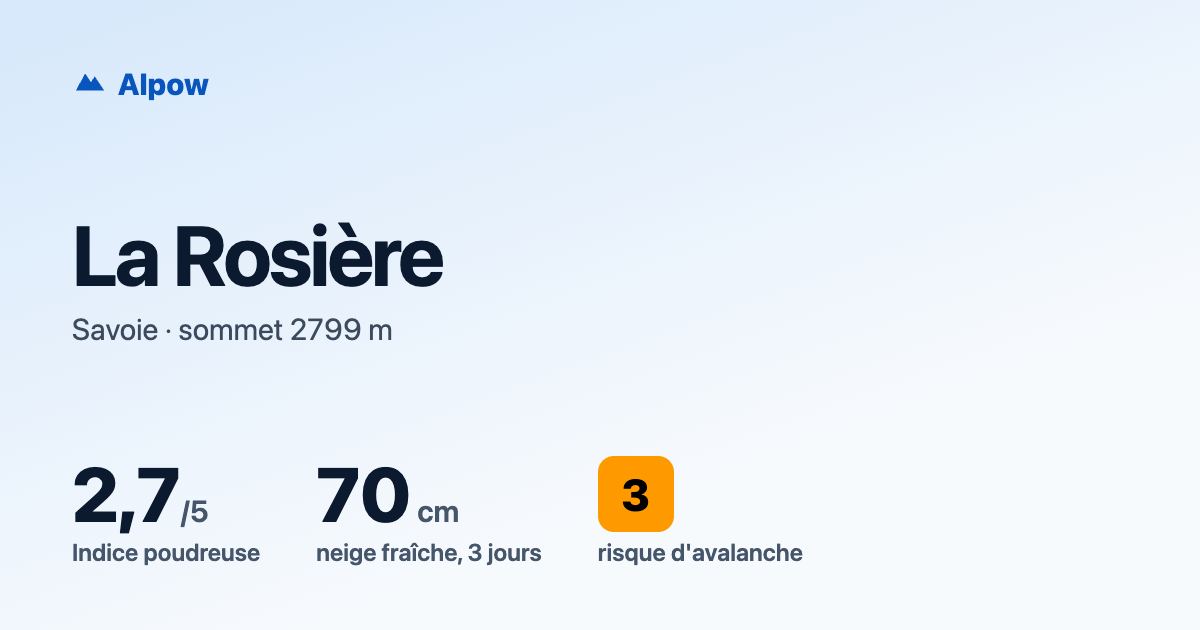 Alpow
La Rosière
Savoie · sommet 2799 m
2,7/5
Indice poudreuse
70 cm
neige fraîche, 3 jours
3
risque d'avalanche